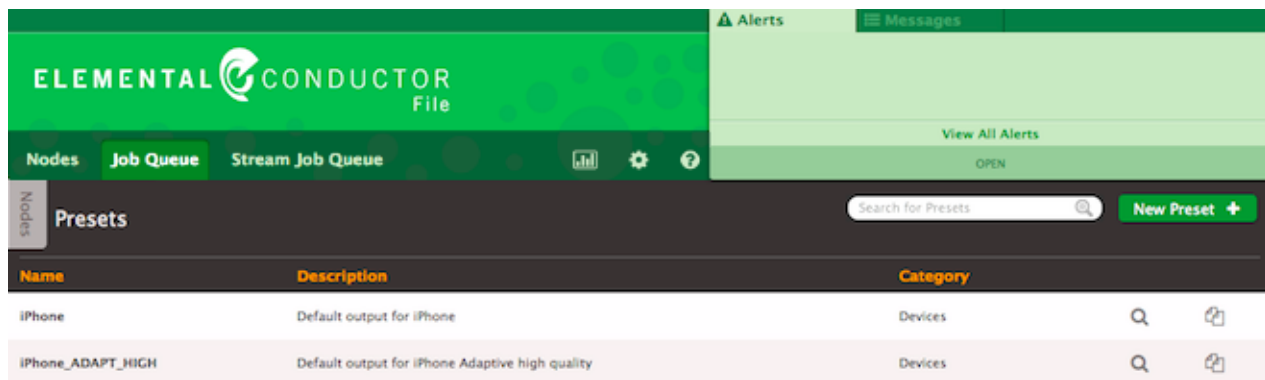 Alerts Messages
ELEMENTAL CONDUCTOR
File
View All Alerts
OPEN
Nodes Job Queue Stream Job Queue
Nodes
Presets
Search for Presets
New Preset +
Name Description Category
iPhone Default output for iPhone Devices
iPhone_ADAPT_HIGH Default output for iPhone Adaptive high quality Devices